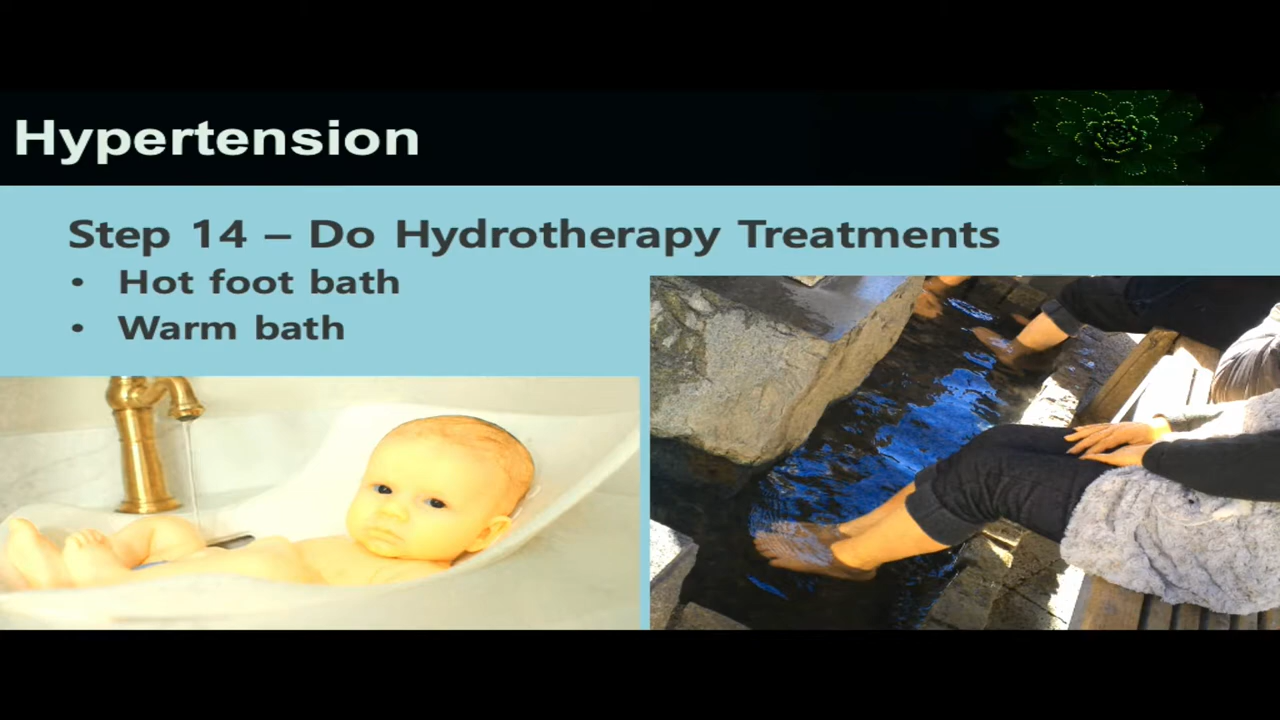 Hypertension
Step 14 – Do Hydrotherapy Treatments
• Hot foot bath
• Warm bath